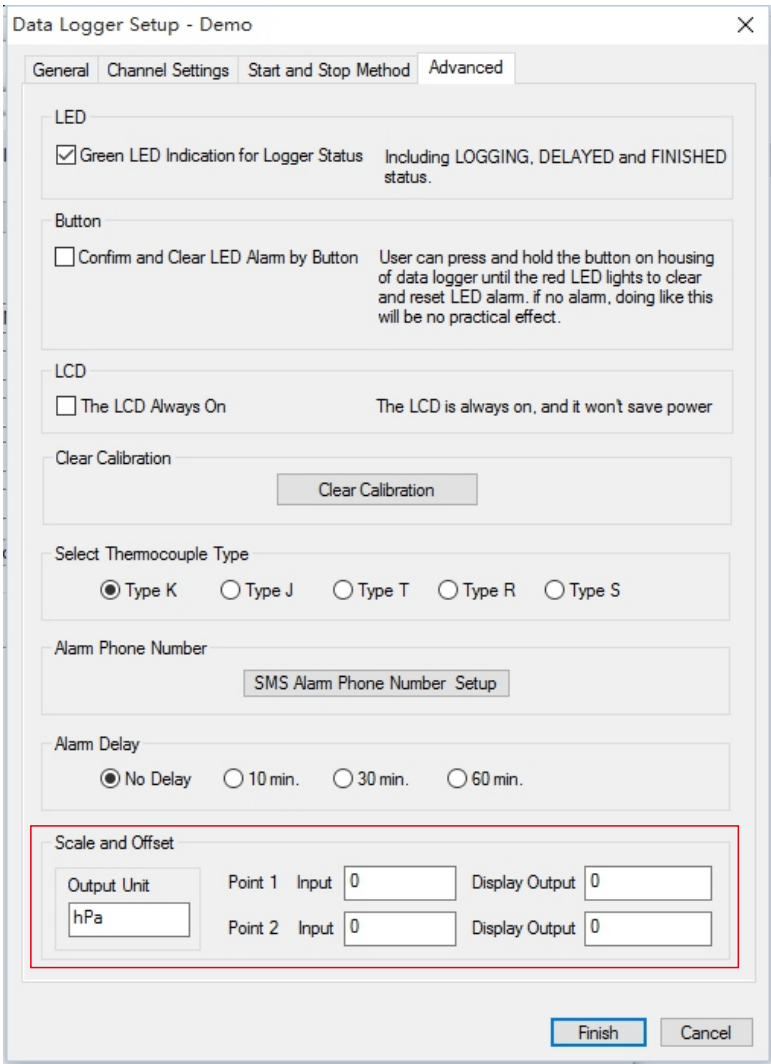 Data Logger Setup - Demo
General Channel Settings Start and Stop Method Advanced
LED
Green LED Indication for Logger Status
Including LOGGING, DELAYED and FINISHED
status.
Button
Confirm and Clear LED Alarm by Button
User can press and hold the button on housing
of data logger until the red LED lights to clear
and reset LED alarm. if no alarm, doing like this
will be no practical effect.
LCD
The LCD Always On
The LCD is always on, and it won't save power
Clear Calibration
Clear Calibration
Select Thermocouple Type
Type K Type J Type T Type R Type S
Alarm Phone Number
SMS Alarm Phone Number Setup
Alarm Delay
No Delay 10 min. 30 min. 60 min.
Scale and Offset
Output Unit
hPa
Point 1 Input 0 Display Output 0
Point 2 Input 0 Display Output 0
Finish Cancel